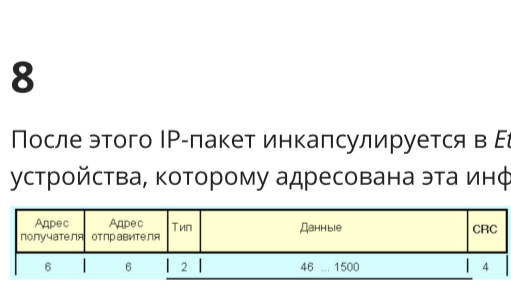 8
После этого IP-пакет инкапсулируется в
устройства, которому адресована эта
Адрес получателя Адрес отправителя Тип Данные CRC
6 6 2 46 ... 1500 4